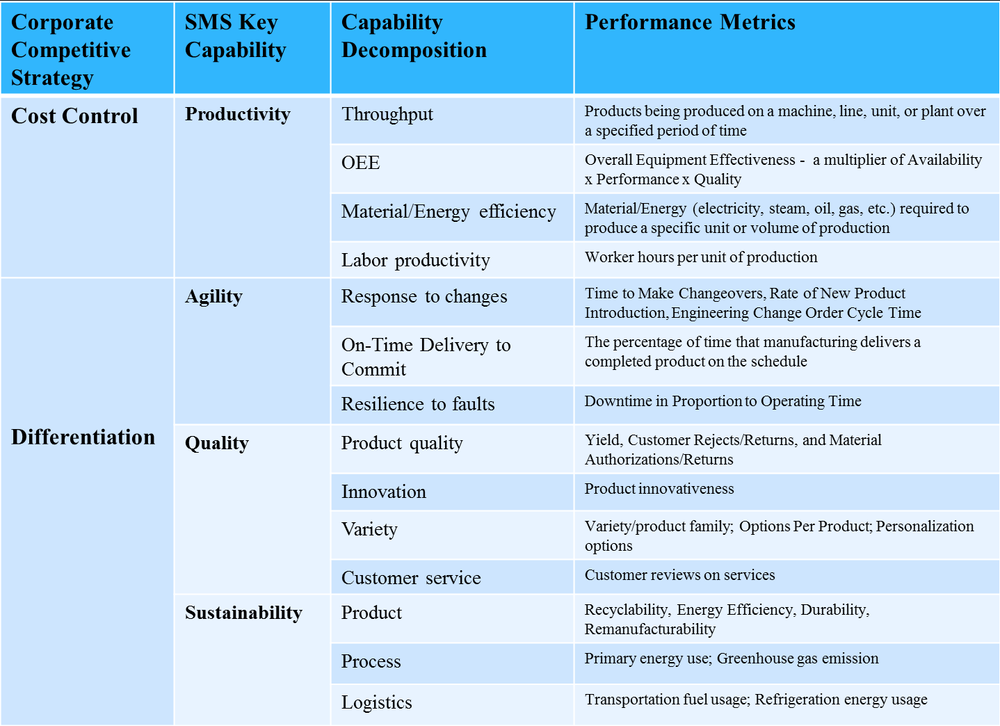 Corporate
Competitive
Strategy
SMS Key
Capability
Capability
Decomposition
Performance Metrics
Cost Control
Productivity
Throughput
Products being produced on a machine, line, unit, or plant over
a specified period of time
OEE
Overall Equipment Effectiveness - a multiplier of Availability
x Performance x Quality
Material/Energy efficiency
Material/Energy (electricity, steam, oil, gas, etc.) required to
produce a specific unit or volume of production
Labor productivity
Worker hours per unit of production
Differentiation
Agility
Response to changes
Time to Make Changeovers, Rate of New Product
Introduction, Engineering Change Order Cycle Time
On-Time Delivery to
Commit
The percentage of time that manufacturing delivers a
completed product on the schedule
Resilience to faults
Downtime in Proportion to Operating Time
Quality
Product quality
Yield, Customer Rejects/Returns, and Material
Authorizations/Returns
Innovation
Product innovativeness
Variety
Variety/product family; Options Per Product; Personalization
options
Customer service
Customer reviews on services
Sustainability
Product
Recyclability, Energy Efficiency, Durability,
Remanufacturability
Process
Primary energy use; Greenhouse gas emission
Logistics
Transportation fuel usage; Refrigeration energy usage